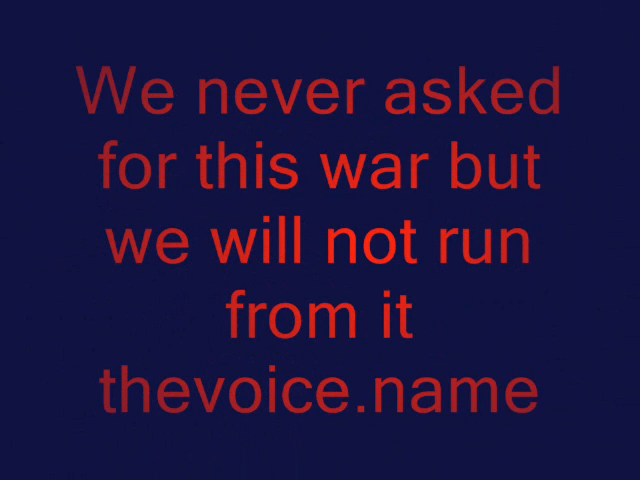 We never asked
for this war but
we will not run
from it
thevoice.name